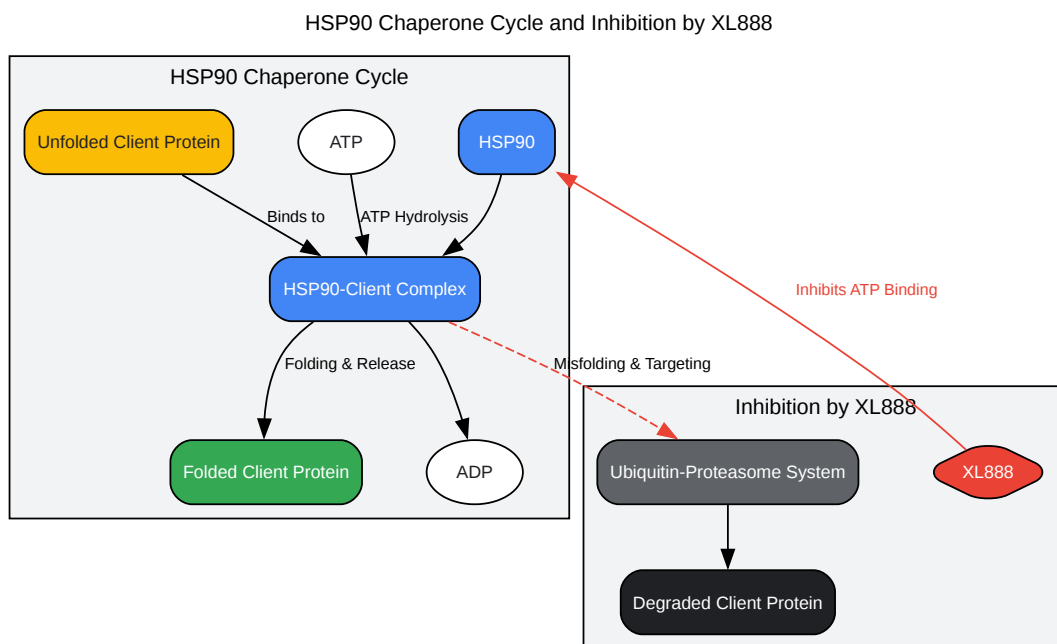 HSP90 Chaperone Cycle and Inhibition by XL888
HSP90 Chaperone Cycle
Unfolded Client Protein
ATP
HSP90
Binds to
ATP Hydrolysis
HSP90-Client Complex
Inhibits ATP Binding
Folding & Release
Misfolding & Targeting
Inhibition by XL888
Folded Client Protein
ADP
Ubiquitin-Proteasome System
XL888
Degraded Client Protein